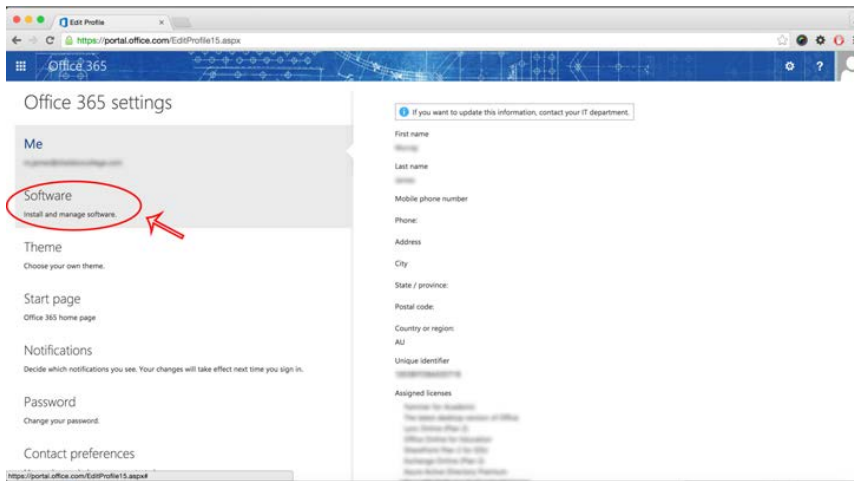 Edit Profile
https://portal.office.com/EditProfile15.aspx
Office 365
?
Office 365 settings
Me
Software
Install and manage software.
Theme
Choose your own theme.
Start page
Office 365 home page
Notifications
Decide which notifications you see. Your changes will take effect next time you sign in.
Password
Change your password.
Contact preferences
https://portal.office.com/EditProfile15.aspx#
If you want to update this information, contact your IT department.
First name
Last name
Mobile phone number
Phone:
Address
City
State / province:
Postal code:
Country or region:
AU
Unique identifier
Assigned licenses